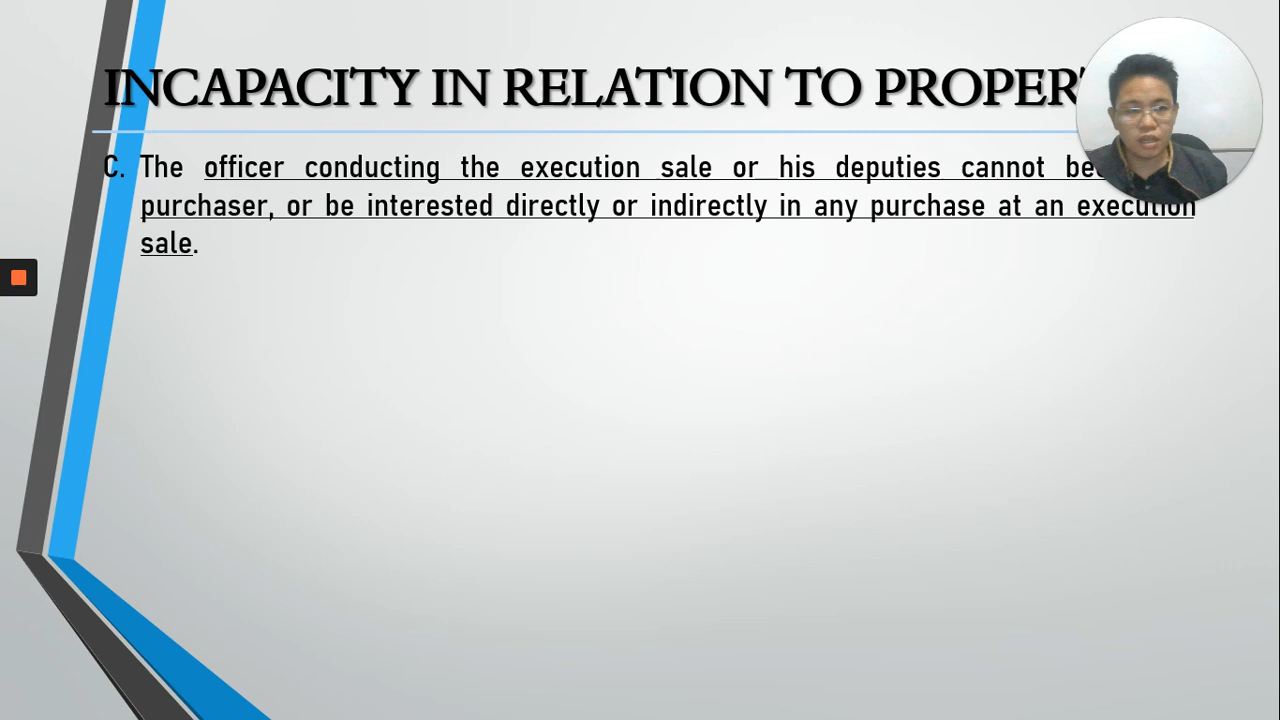 INCAPACITY IN RELATION TO
C. The officer conducting the execution sale or his deputies cannot
purchaser, or be interested directly or indirectly in any purchase at an execution
sale.